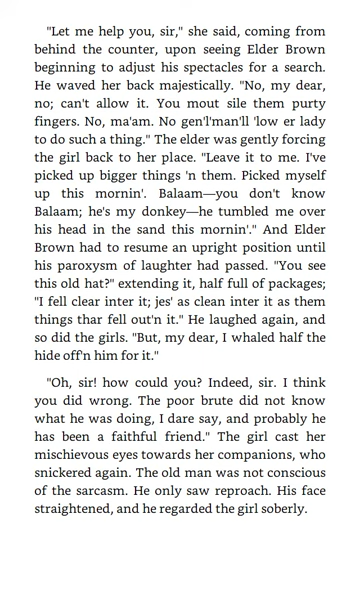 "Let me help you, sir," she said, coming from
behind the counter, upon seeing Elder Brown
beginning to adjust his spectacles for a search.
He waved her back majestically. "No, my dear,
no; can't allow it. You mout sile them purty
fingers. No, ma'am. No gen'l'man'll 'low er lady
to do such a thing." The elder was gently forcing
the girl back to her place. "Leave it to me. I've
picked up bigger things 'n them. Picked myself
up this mornin'. Balaam—you don't know
Balaam; he's my donkey—he tumbled me over
his head in the sand this mornin'." And Elder
Brown had to resume an upright position until
his paroxysm of laughter had passed. "You see
this old hat?" extending it, half full of packages;
"I fell clear inter it; jes' as clean inter it as them
things thar fell out'n it." He laughed again, and
so did the girls. "But, my dear, I whaled half the
hide off'n him for it."
"Oh, sir! how could you? Indeed, sir. I think
you did wrong. The poor brute did not know
what he was doing, I dare say, and probably he
has been a faithful friend." The girl cast her
mischievous eyes towards her companions, who
snickered again. The old man was not conscious
of the sarcasm. He only saw reproach. His face
straightened, and he regarded the girl soberly.